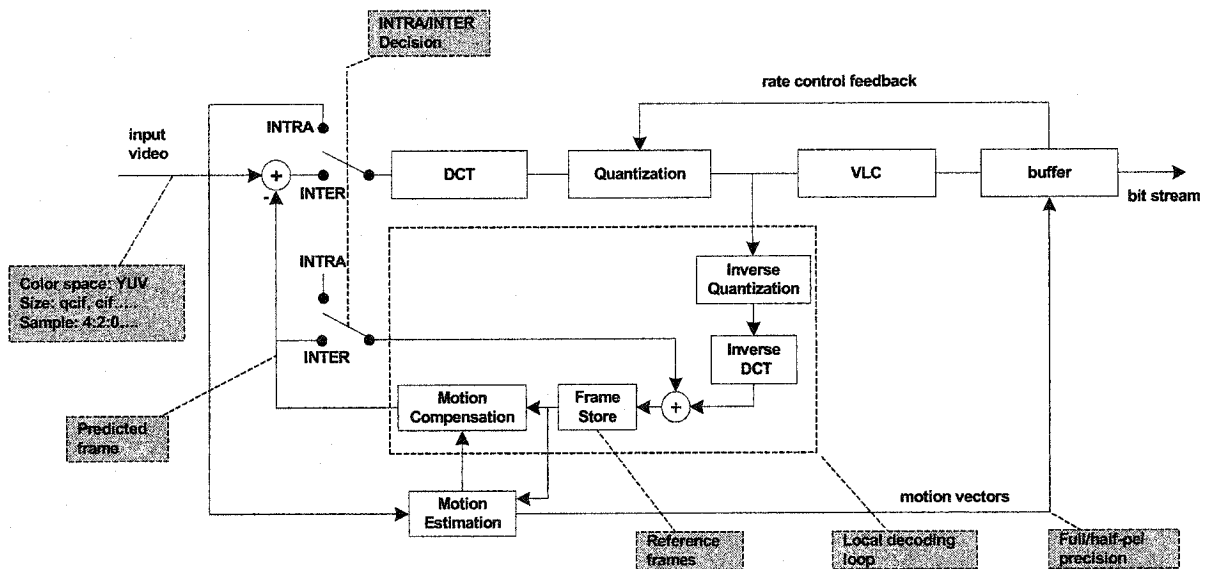 INTRA/INTER
Decision
rate control feedback
input
video
INTRA
+
-
INTER
DCT
Quantization
VLC
buffer
bit stream
Color space: YUV
Size: qcif, cif.....
Sample: 4:2:0,...
INTRA
INTER
Inverse
Quantization
Inverse
DCT
Motion
Compensation
Frame
Store
+
Predicted
frame
Motion
Estimation
motion vectors
Reference
frames
Local decoding
loop
Full/half-pel
precision